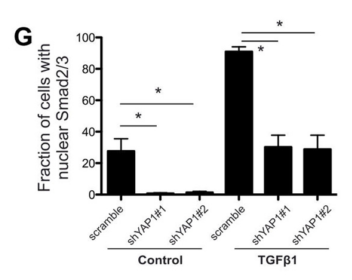 G
Fraction of cells with
nuclear Smad2/3
100
80
60
40
20
0
*
*
*
*
scramble
shYAP1#1
shYAP1#2
scramble
shYAP1#1
shYAP1#2
Control
TGFβ1